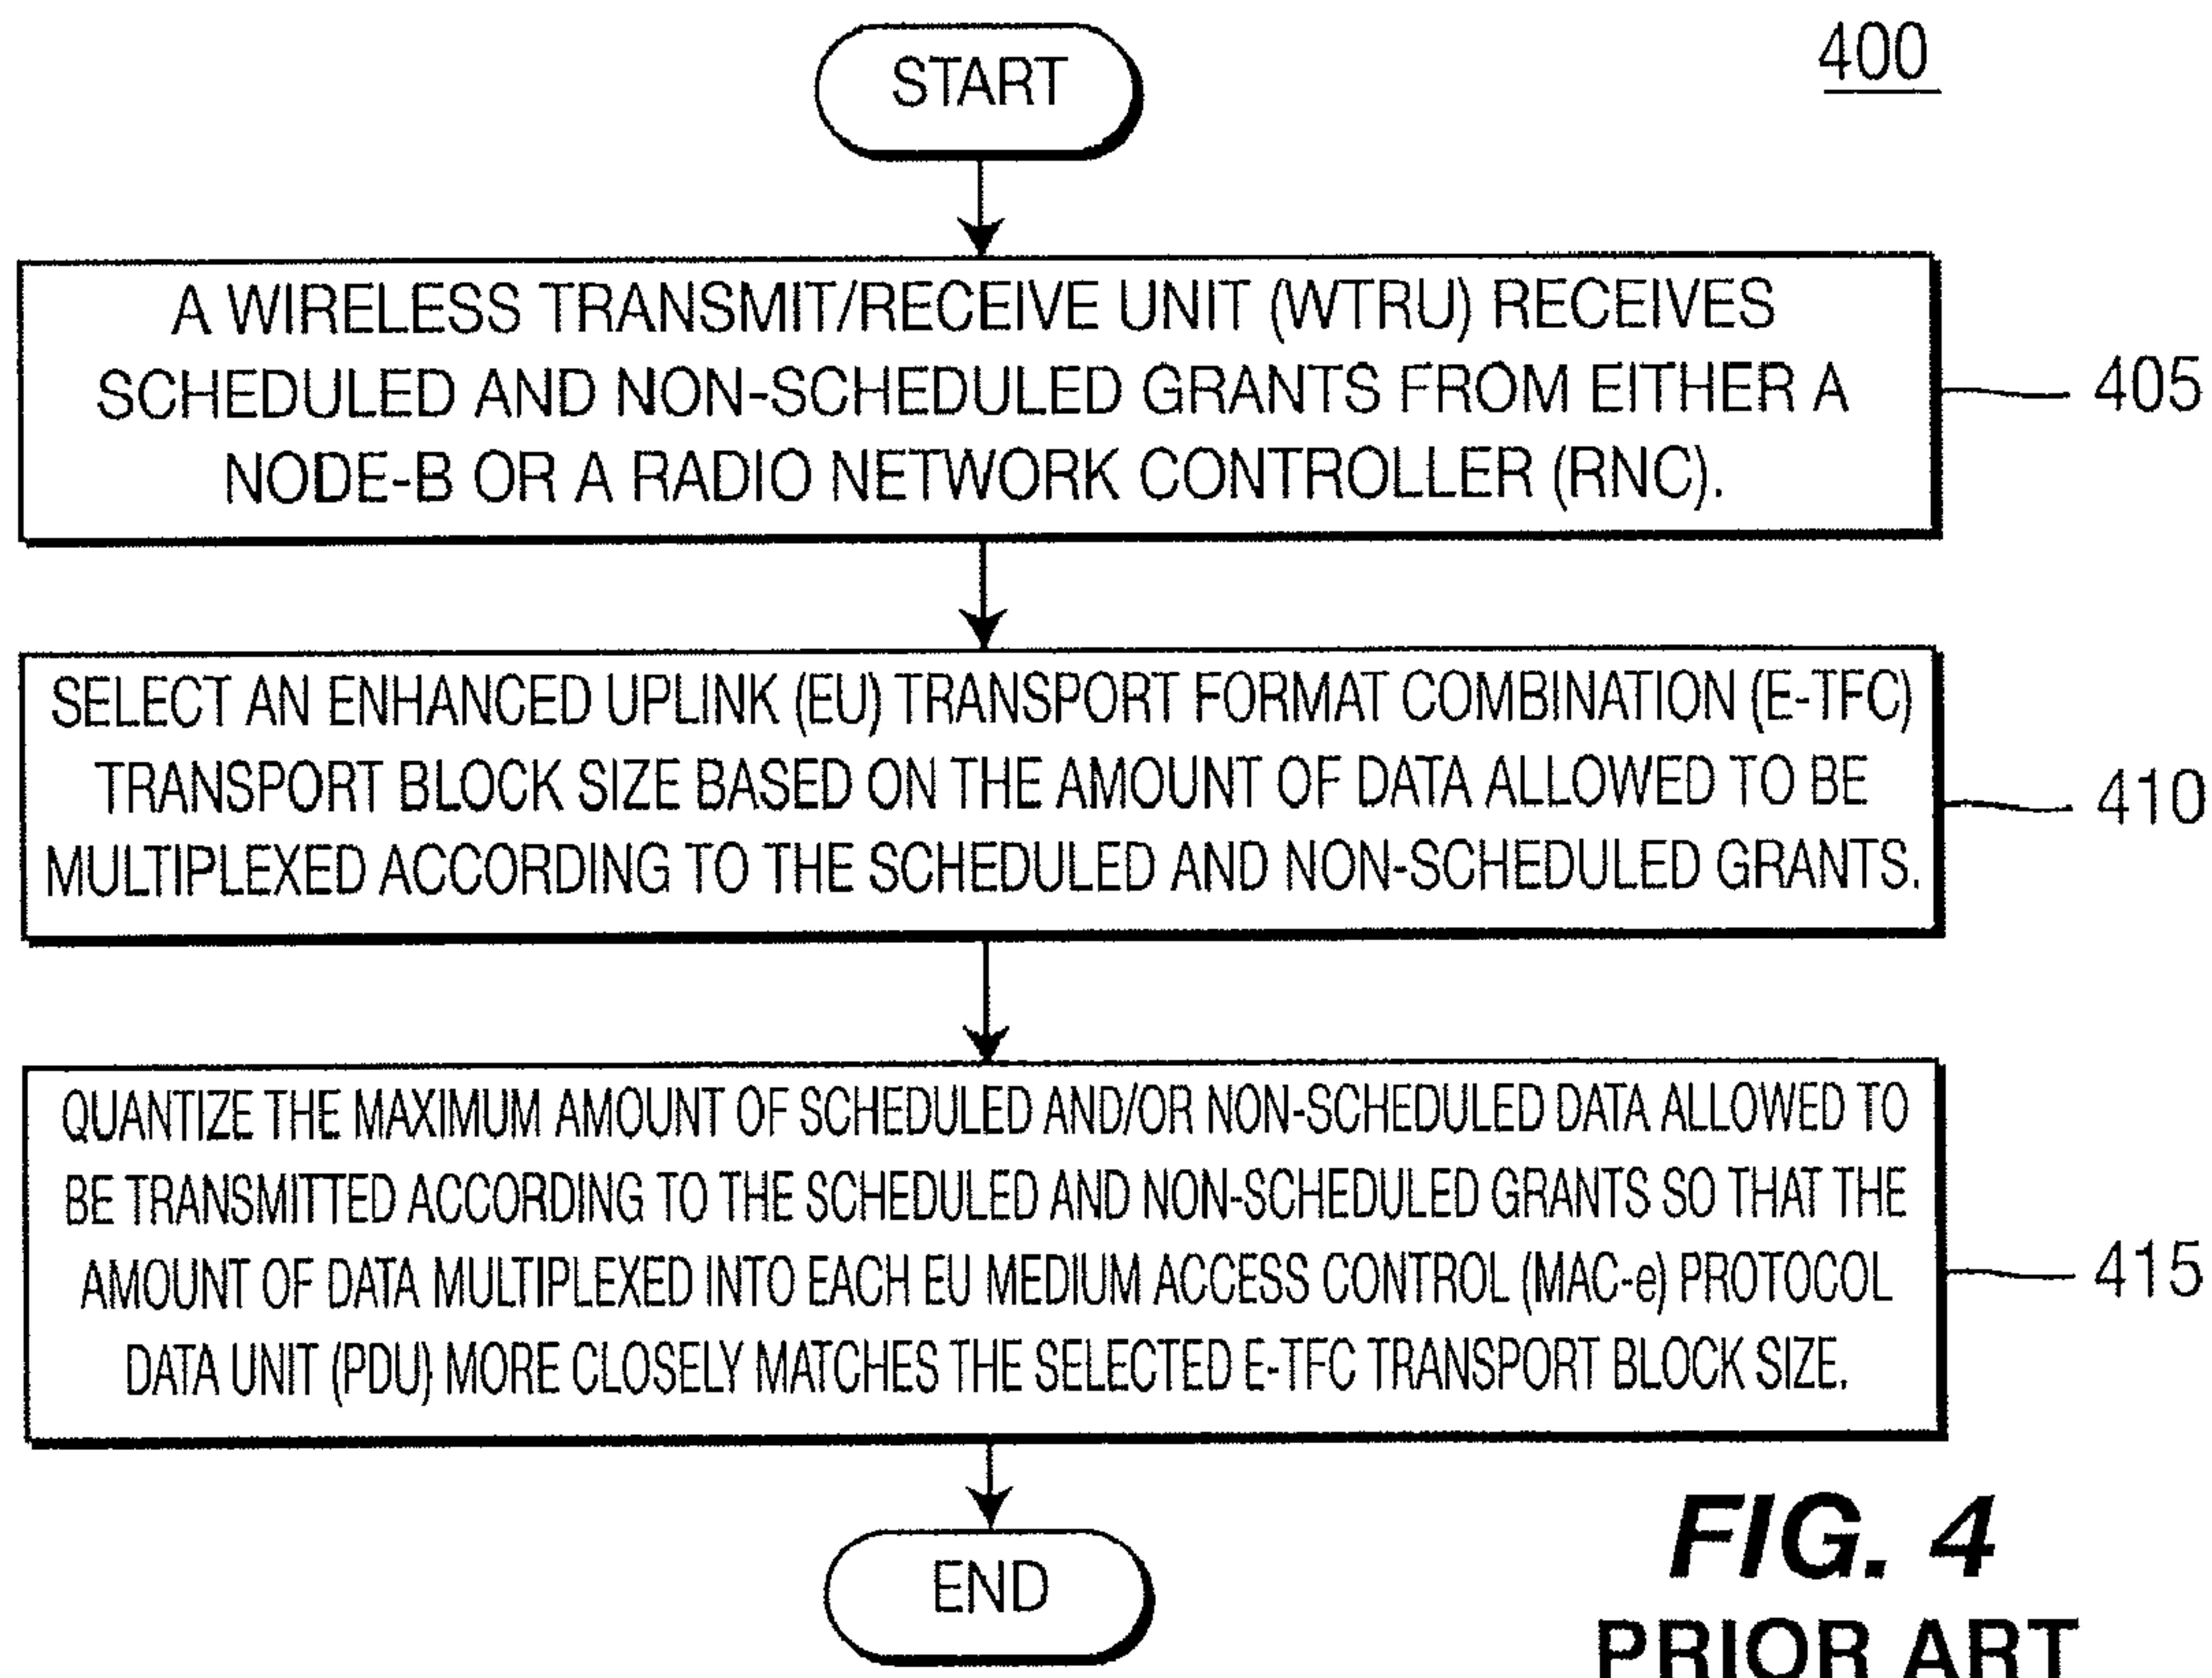 START
400
A WIRELESS TRANSMIT/RECEIVE UNIT (WTRU) RECEIVES
SCHEDULED AND NON-SCHEDULED GRANTS FROM EITHER A
NODE-B OR A RADIO NETWORK CONTROLLER (RNC).
405
SELECT AN ENHANCED UPLINK (EU) TRANSPORT FORMAT COMBINATION (E-TFC)
TRANSPORT BLOCK SIZE BASED ON THE AMOUNT OF DATA ALLOWED TO BE
MULTIPLEXED ACCORDING TO THE SCHEDULED AND NON-SCHEDULED GRANTS.
410
QUANTIZE THE MAXIMUM AMOUNT OF SCHEDULED AND/OR NON-SCHEDULED DATA ALLOWED TO
BE TRANSMITTED ACCORDING TO THE SCHEDULED AND NON-SCHEDULED GRANTS SO THAT THE
AMOUNT OF DATA MULTIPLEXED INTO EACH EU MEDIUM ACCESS CONTROL (MAC-e) PROTOCOL
DATA UNIT (PDU) MORE CLOSELY MATCHES THE SELECTED E-TFC TRANSPORT BLOCK SIZE.
415
END
FIG. 4
PRIOR ART